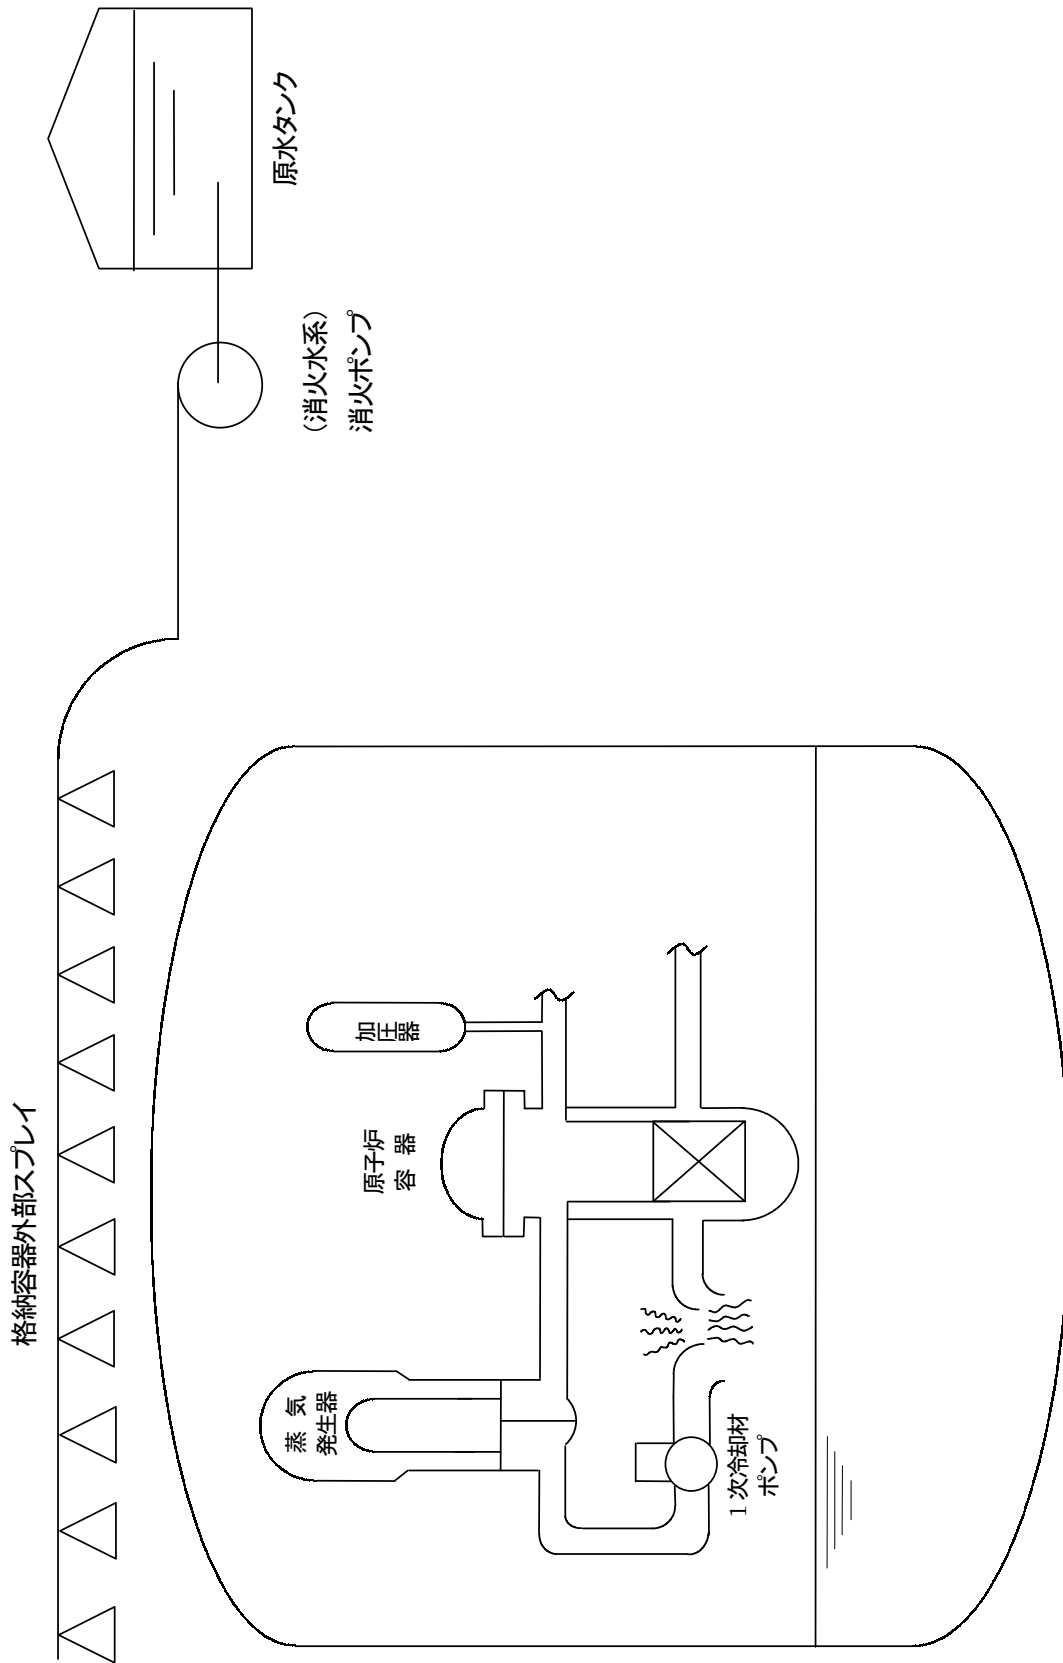 格納容器外部スプレイ
原水タンク
（消火水系）
消火ポンプ
加圧器
原子炉
容 器
蒸 気
発生器
1 次冷却材
ポンプ